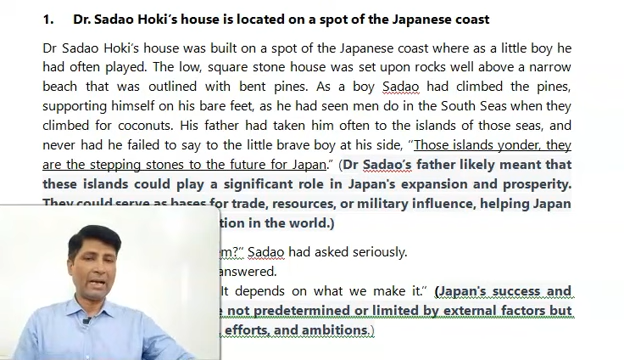 1. Dr. Sadao Hoki's house is located on a spot of the Japanese coast
Dr Sadao Hoki's house was built on a spot of the Japanese coast where as a little boy he
had often played. The low, square stone house was set upon rocks well above a narrow
beach that was outlined with bent pines. As a boy Sadao had climbed the pines,
supporting himself on his bare feet, as he had seen men do in the South Seas when they
climbed for coconuts. His father had taken him often to the islands of those seas, and
never had he failed to say to the little brave boy at his side, "Those islands yonder, they
are the stepping stones to the future for Japan." (Dr Sadao's father likely meant that
these islands could play a significant role in Japan's expansion and prosperity.
They could serve as bases for trade, resources, or military influence, helping Japan
tion in the world.)
m?" Sadao had asked seriously.
answered.
It depends on what we make it." (Japan's success and
not predetermined or limited by external factors but
efforts, and ambitions.)